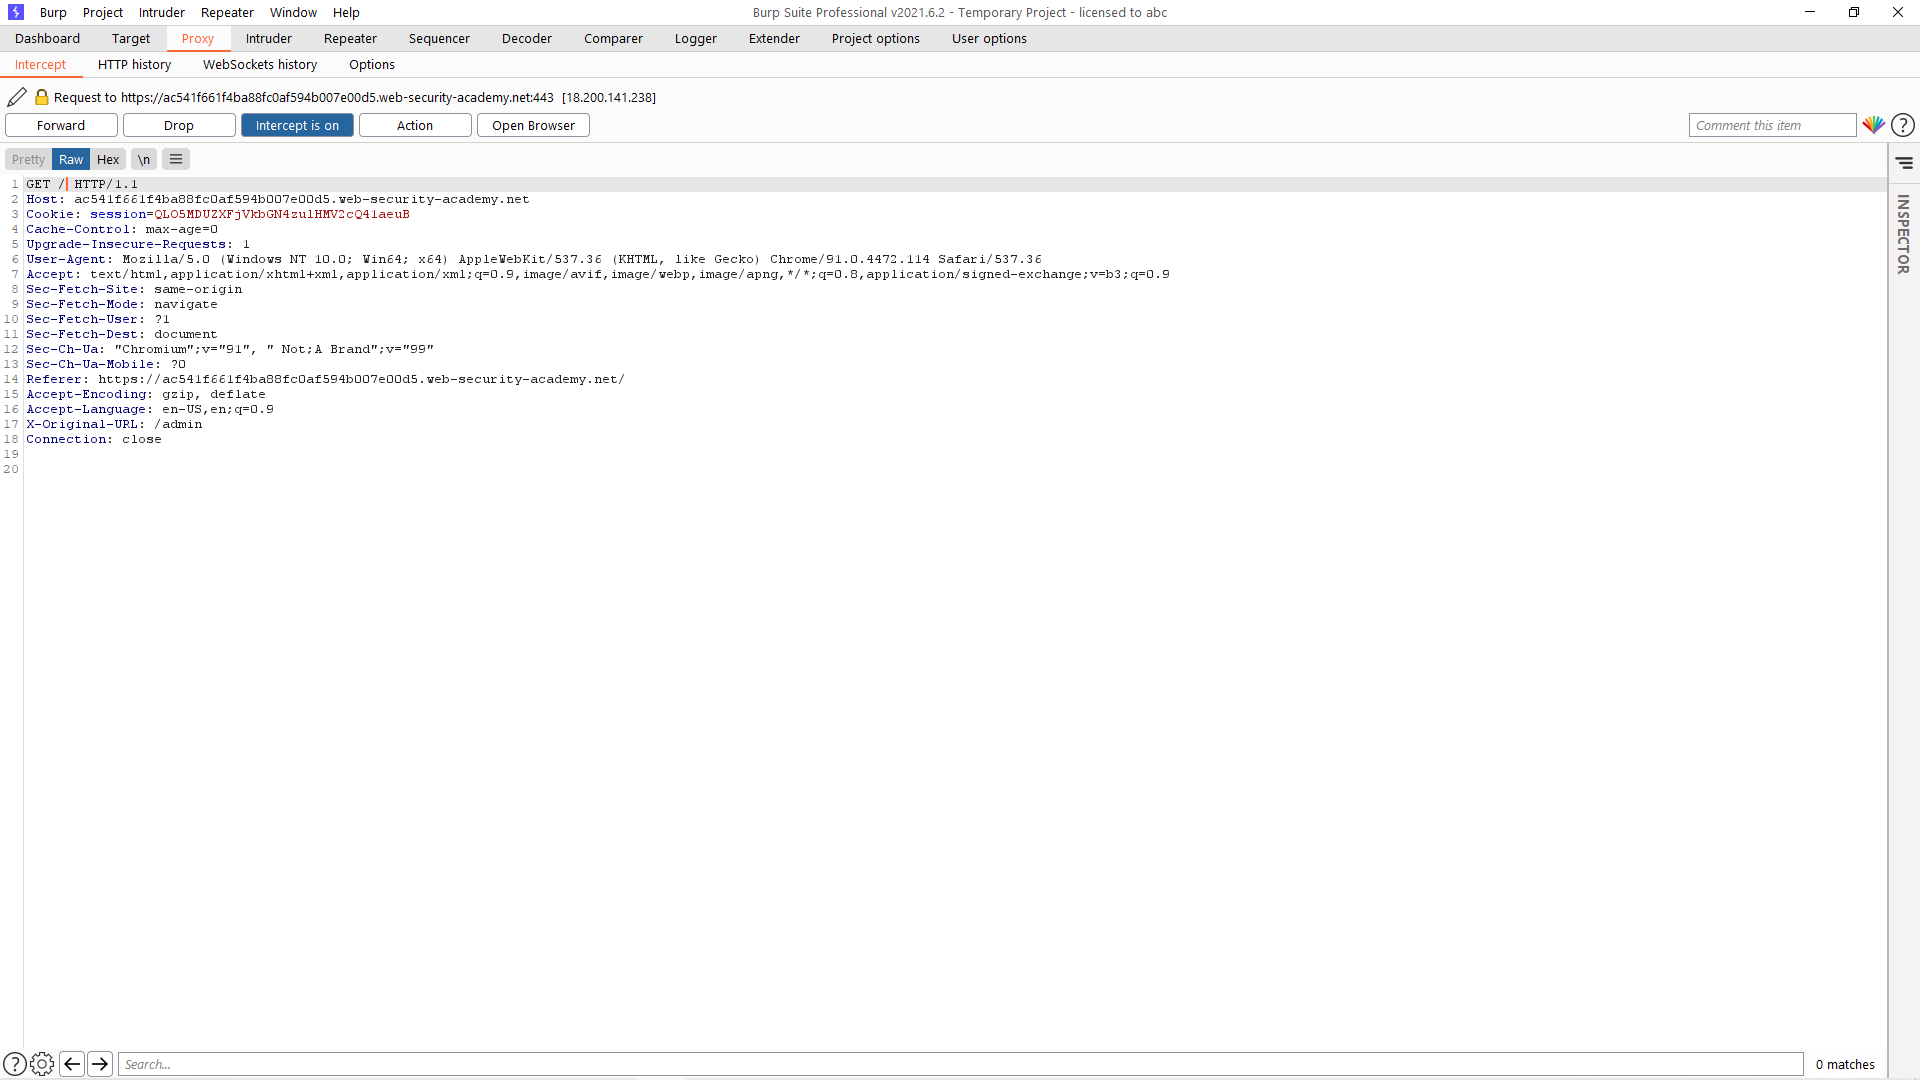 Burp Project Intruder Repeater Window Help Burp Suite Professional v2021.6.2 - Temporary Project - licensed to abc
Dashboard Target Proxy Intruder Repeater Sequencer Decoder Comparer Logger Extender Project options User options
Intercept HTTP history WebSockets history Options
Request to https://ac541f661f4ba88fc0af594b007e00d5.web-security-academy.net:443 [18.200.141.238]
Forward Drop Intercept is on Action Open Browser Comment this item ?
Pretty Raw Hex \n
INSPECTOR
1 GET / HTTP/1.1
2 Host: ac541f661f4ba88fc0af594b007e00d5.web-security-academy.net
3 Cookie: session=QLO5MDUZXFjVkbGN4zulHMV2cQ41aeuB
4 Cache-Control: max-age=0
5 Upgrade-Insecure-Requests: 1
6 User-Agent: Mozilla/5.0 (Windows NT 10.0; Win64; x64) AppleWebKit/537.36 (KHTML, like Gecko) Chrome/91.0.4472.114 Safari/537.36
7 Accept: text/html,application/xhtml+xml,application/xml;q=0.9,image/avif,image/webp,image/apng,*/*;q=0.8,application/signed-exchange;v=b3;q=0.9
8 Sec-Fetch-Site: same-origin
9 Sec-Fetch-Mode: navigate
10 Sec-Fetch-User: ?1
11 Sec-Fetch-Dest: document
12 Sec-Ch-Ua: "Chromium";v="91", " Not;A Brand";v="99"
13 Sec-Ch-Ua-Mobile: ?0
14 Referer: https://ac541f661f4ba88fc0af594b007e00d5.web-security-academy.net/
15 Accept-Encoding: gzip, deflate
16 Accept-Language: en-US,en;q=0.9
17 X-Original-URL: /admin
18 Connection: close
19
20
? Search... 0 matches